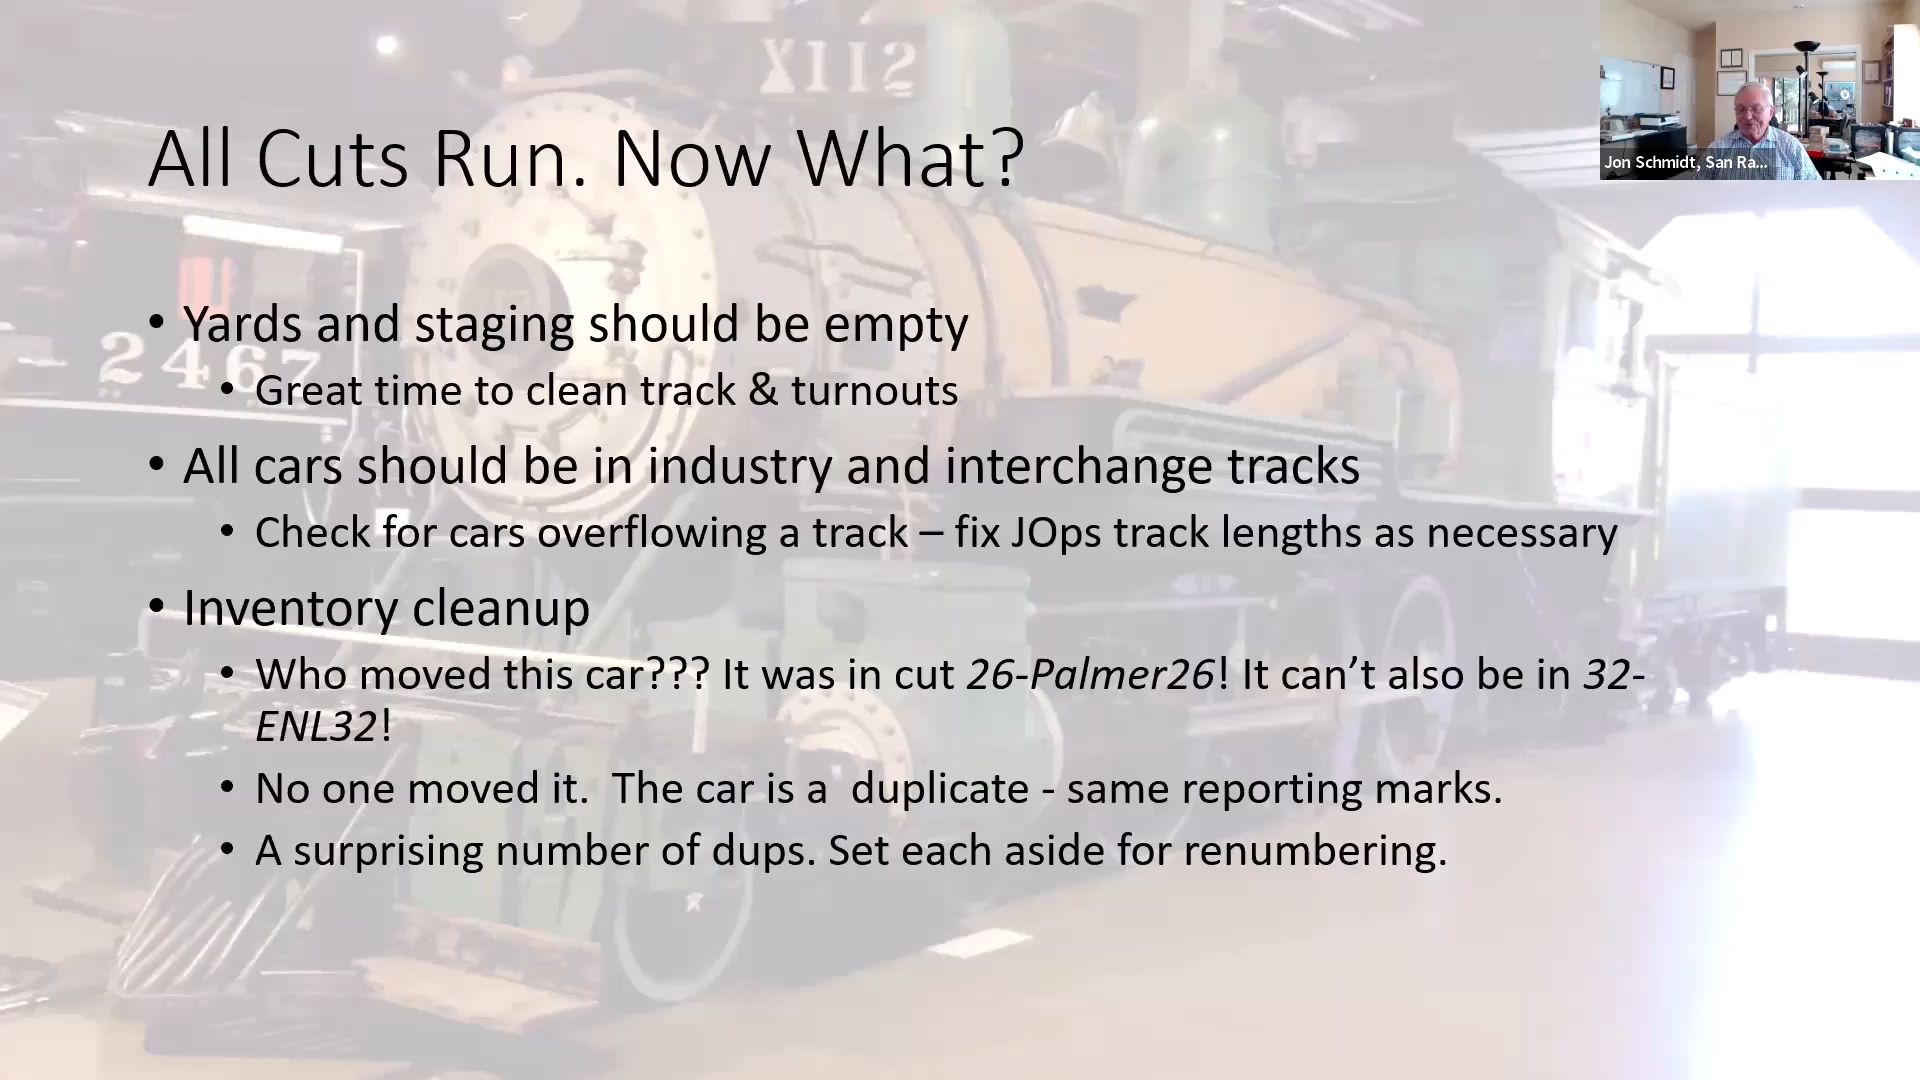 X112
Jon Schmidt, San Ra...
All Cuts Run. Now What?
• Yards and staging should be empty
2467
• Great time to clean track & turnouts
• All cars should be in industry and interchange tracks
• Check for cars overflowing a track – fix JOps track lengths as necessary
• Inventory cleanup
• Who moved this car??? It was in cut 26-Palmer26! It can’t also be in 32-
ENL32!
• No one moved it.  The car is a  duplicate - same reporting marks.
• A surprising number of dups. Set each aside for renumbering.